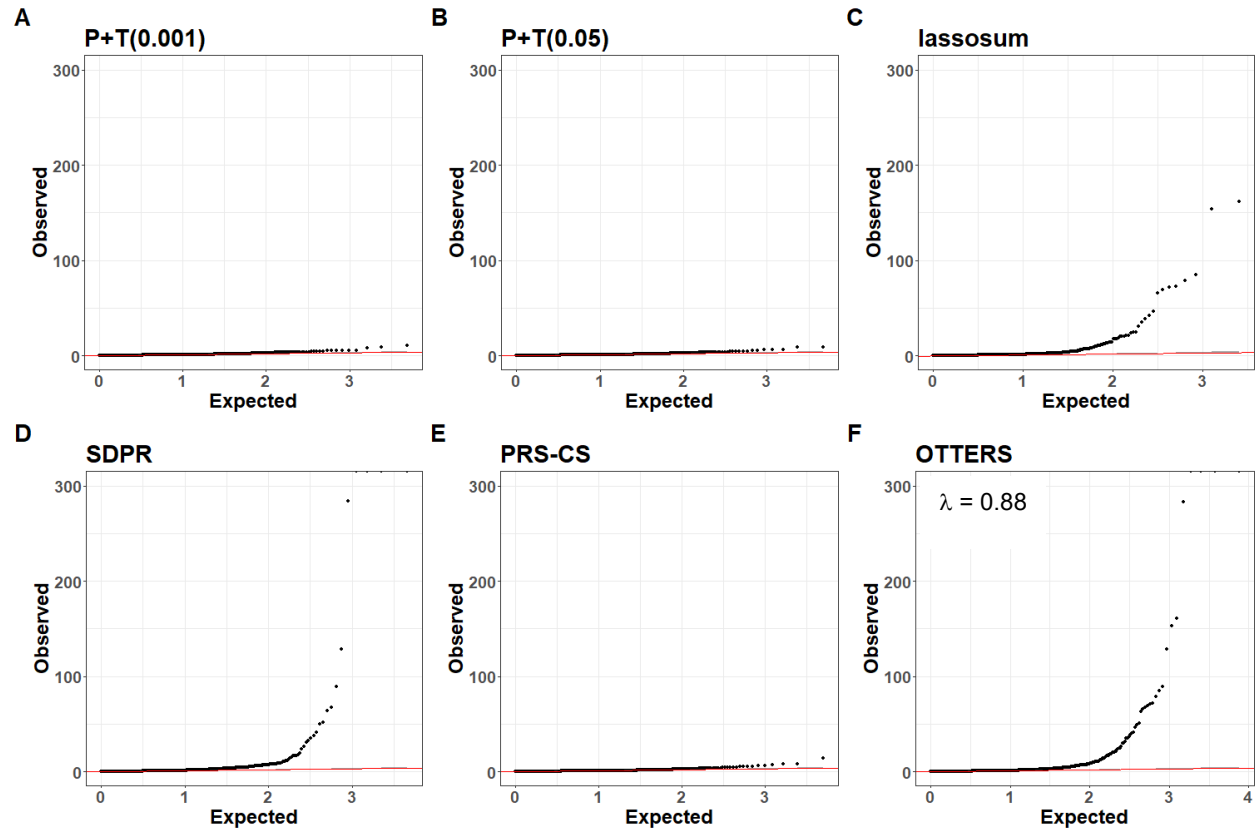 A
P+T(0.001)
Observed
300
200
100
0
0 1 2 3
Expected
B
P+T(0.05)
Observed
300
200
100
0
0 1 2 3
Expected
C
lassosum
Observed
300
200
100
0
0 1 2 3
Expected
D
SDPR
Observed
300
200
100
0
0 1 2 3
Expected
E
PRS-CS
Observed
300
200
100
0
0 1 2 3
Expected
F
OTTERS
λ = 0.88
Observed
300
200
100
0
0 1 2 3 4
Expected